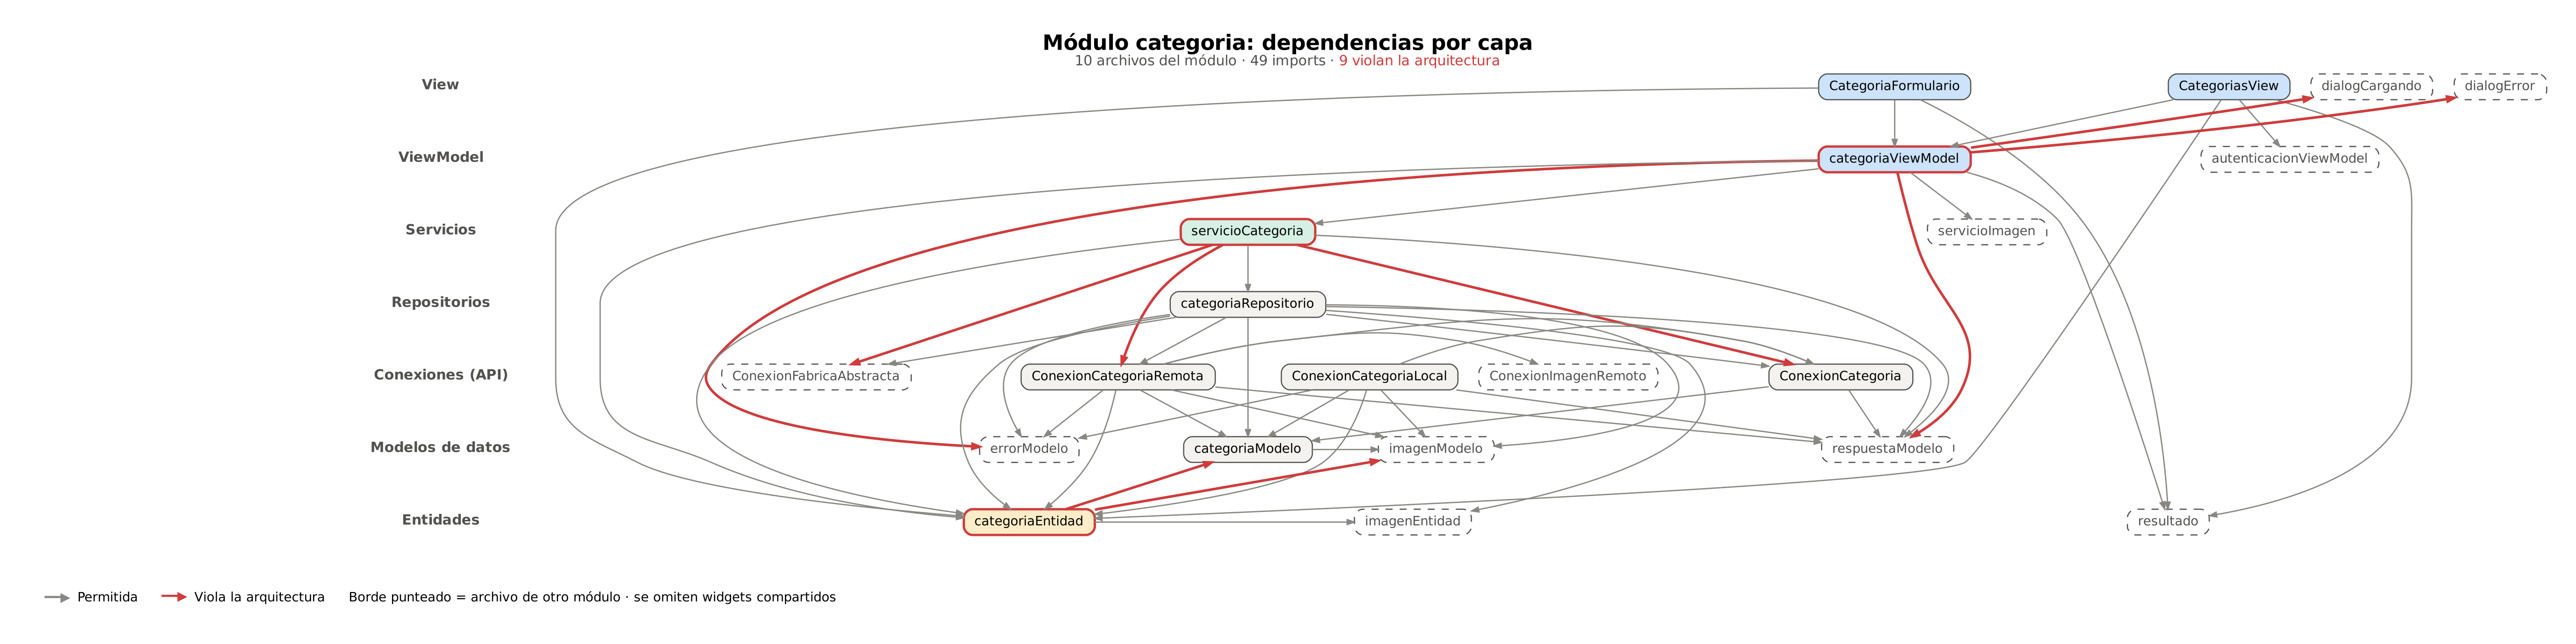 Módulo categoria: dependencias por capa
10 archivos del módulo · 49 imports · 9 violan la arquitectura
View
CategoriaFormulario
CategoriasView
dialogCargando
dialogError
ViewModel
categoriaViewModel
autenticacionViewModel
Servicios
servicioCategoria
servicioImagen
Repositorios
categoriaRepositorio
Conexiones (API)
ConexionFabricaAbstracta
ConexionCategoriaRemota
ConexionCategoriaLocal
ConexionImagenRemoto
ConexionCategoria
Modelos de datos
errorModelo
categoriaModelo
imagenModelo
respuestaModelo
Entidades
categoriaEntidad
imagenEntidad
resultado
Permitida
Viola la arquitectura
Borde punteado = archivo de otro módulo · se omiten widgets compartidos